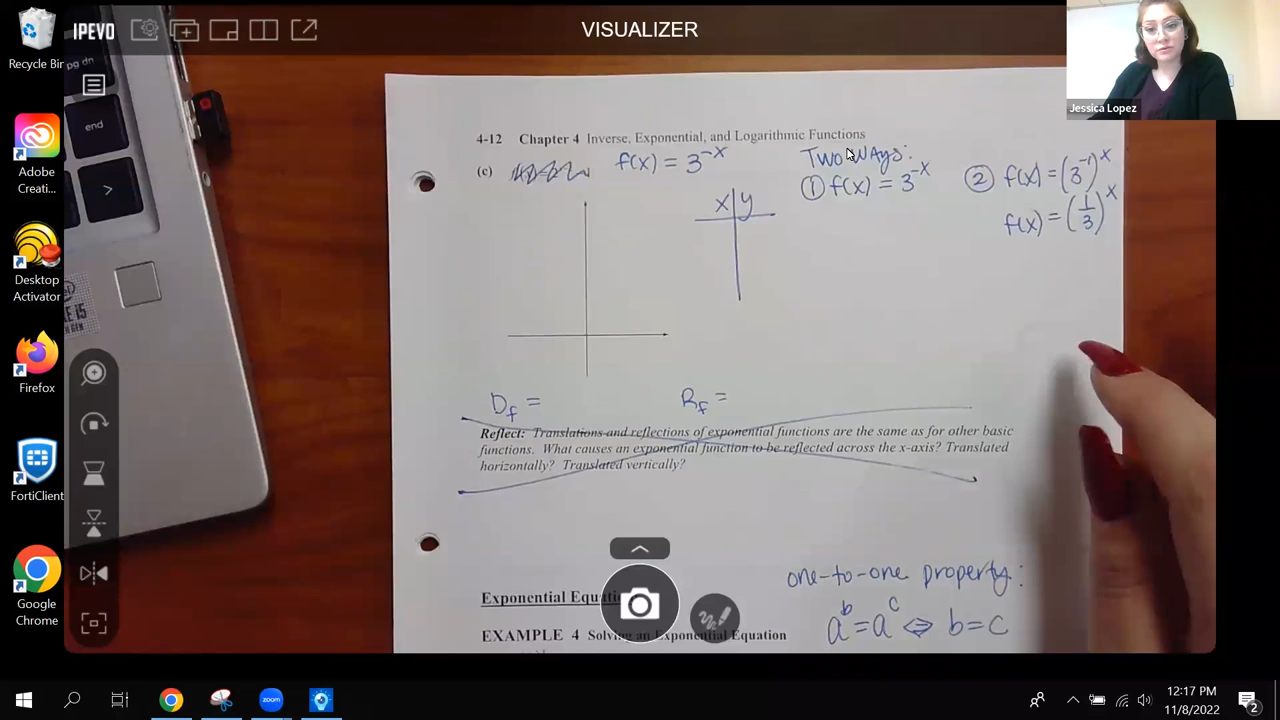 IPEVO
VISUALIZER
Recycle Bin
Adobe
Creati...
Desktop
Activator
Firefox
FortiClient
Google
Chrome
pg dn
end
Jessica Lopez
4-12 Chapter 4 Inverse, Exponential, and Logarithmic Functions
(c) f(x) = 3^-x
Two Ways:
① f(x) = 3^-x
② f(x) = (3^-1)^x
f(x) = (1/3)^x
x y
D_f =
R_f =
Reflect: Translations and reflections of exponential functions are the same as for other basic
functions. What causes an exponential function to be reflected across the x-axis? Translated
horizontally? Translated vertically?
one-to-one property:
a^b = a^c ⇔ b = c
Exponential
EXAMPLE 4 Solving an Exponential Equation
12:17 PM
11/8/2022
2